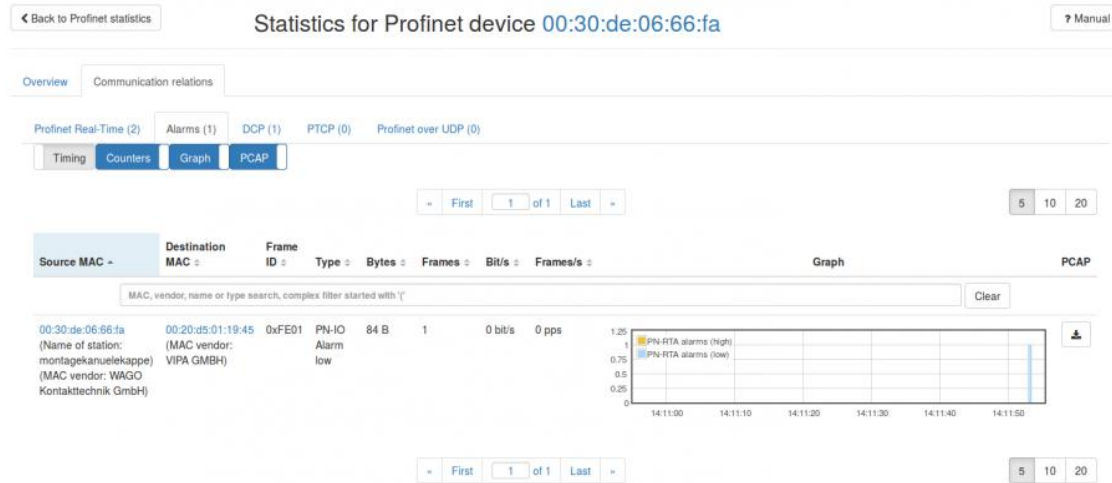 Back to Profinet statistics
Statistics for Profinet device 00:30:de:06:66:fa
? Manual
Overview
Communication relations
Profinet Real-Time (2)
Alarms (1)
DCP (1)
PTCP (0)
Profinet over UDP (0)
Timing
Counters
Graph
PCAP
« First 1 of 1 Last »
5 10 20
Source MAC
Destination MAC
Frame ID
Type
Bytes
Frames
Bit/s
Frames/s
Graph
PCAP
MAC, vendor, name or type search, complex filter started with '('
Clear
00:30:de:06:66:fa
(Name of station:
montagekanuelekappe)
(MAC vendor: WAGO
Kontakttechnik GmbH)
00:20:d5:01:19:45
(MAC vendor:
VIPA GMBH)
0xFE01
PN-IO
Alarm
low
84 B
1
0 bit/s
0 pps
1.25
1
0.75
0.5
0.25
0
PN-RTA alarms (high)
PN-RTA alarms (low)
14:11:00
14:11:10
14:11:20
14:11:30
14:11:40
14:11:50
« First 1 of 1 Last »
5 10 20